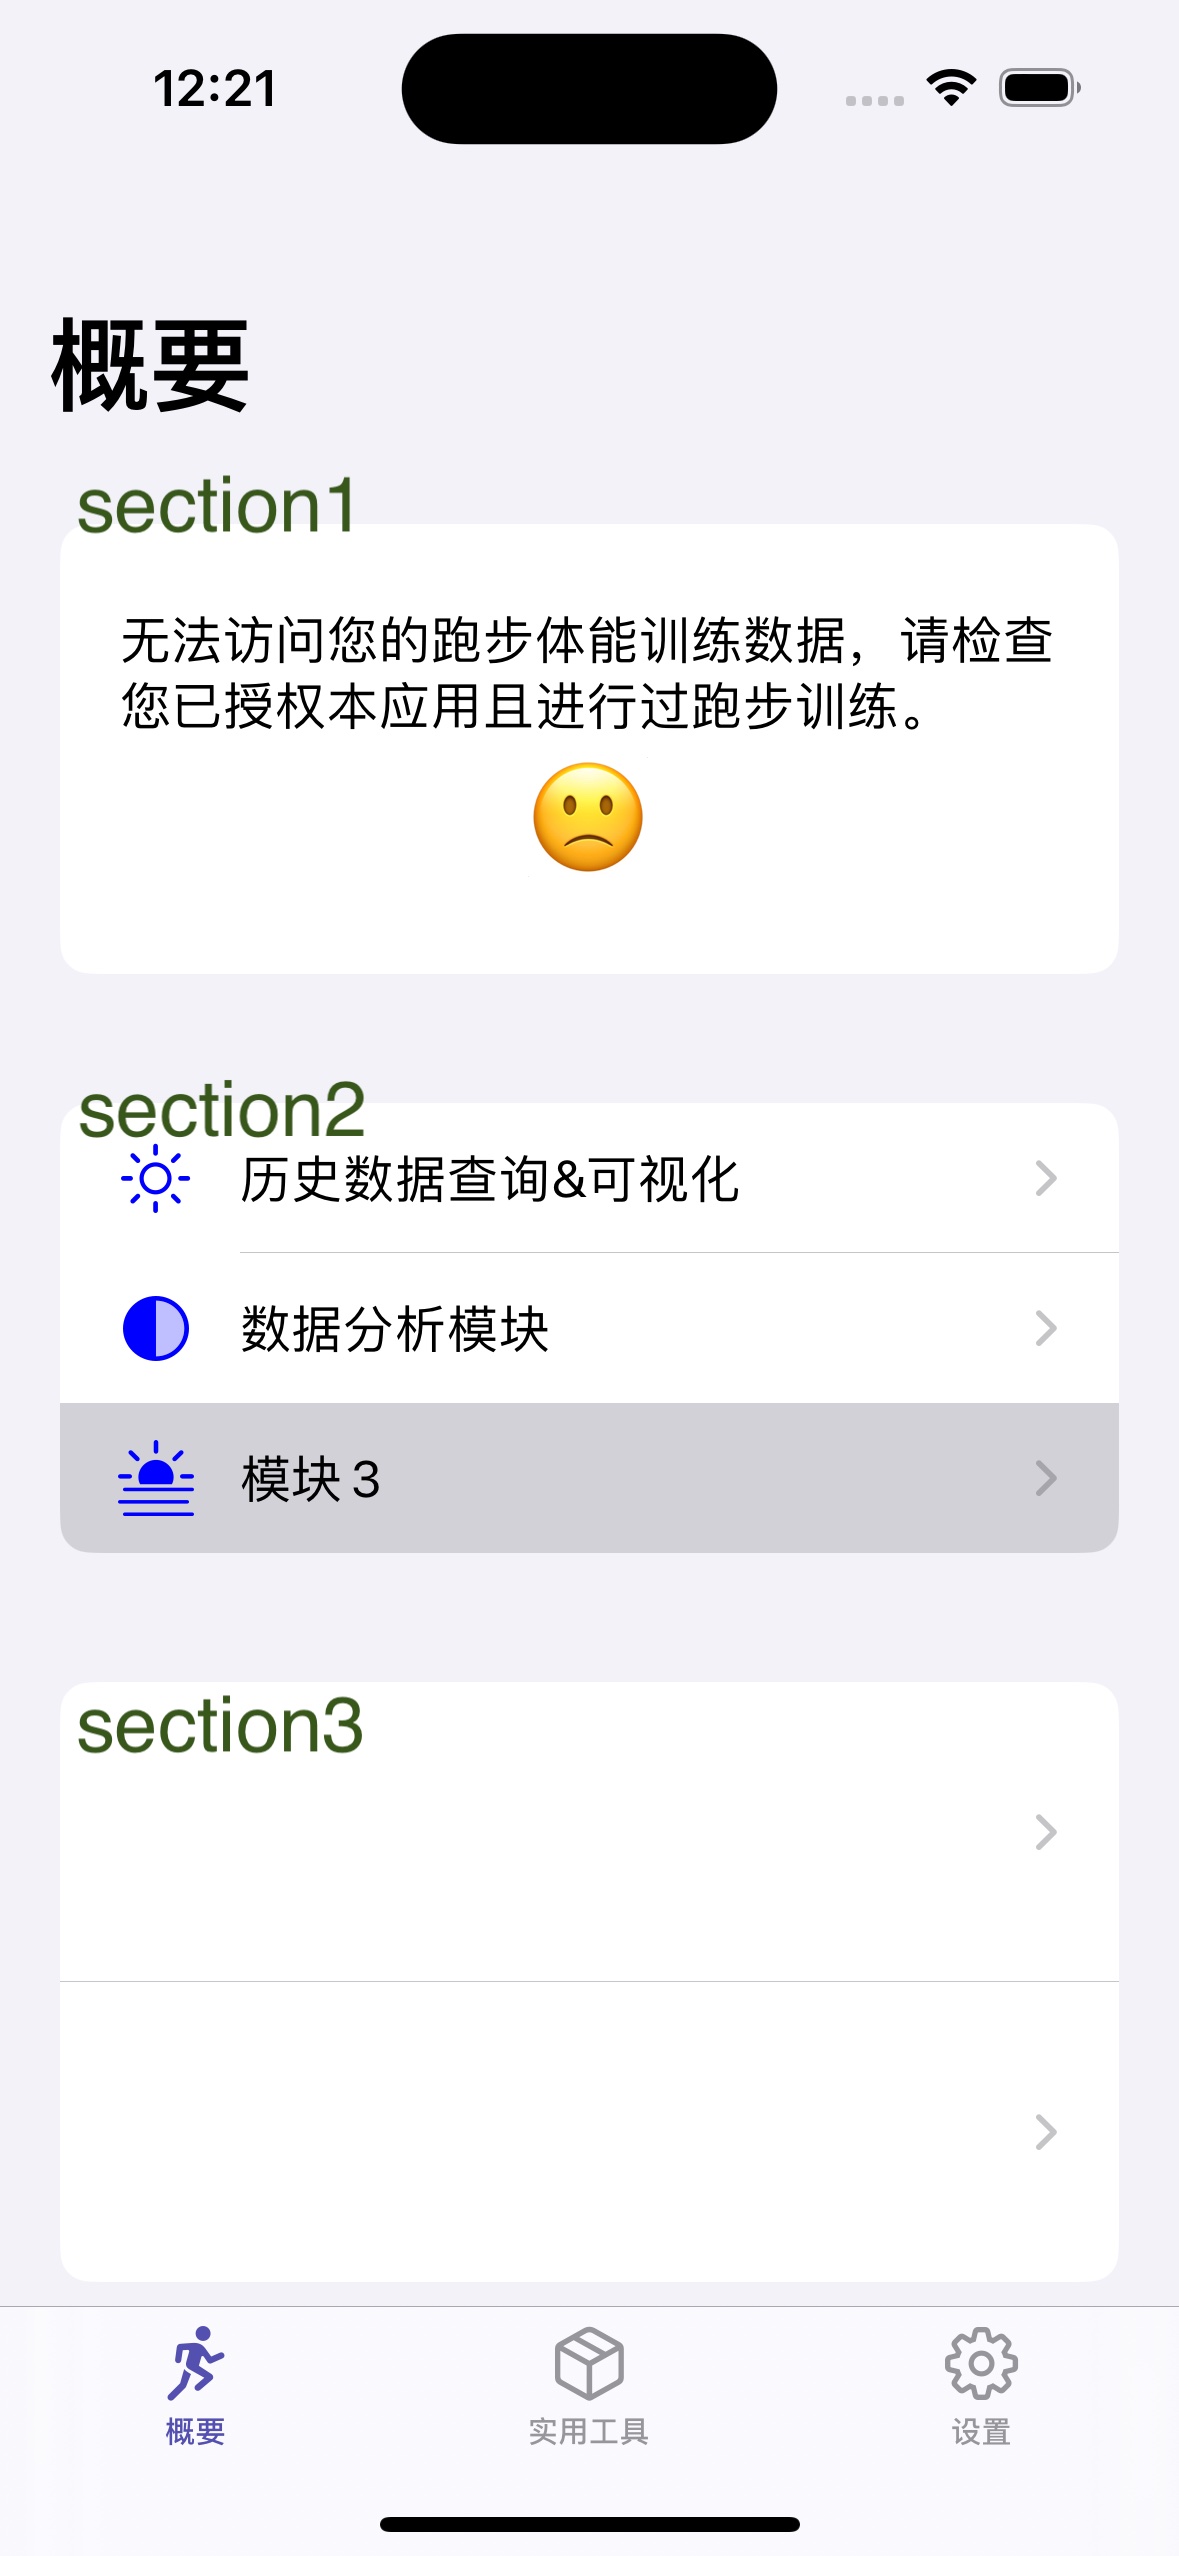 12:21
概要
section1
无法访问您的跑步体能训练数据，请检查
您已授权本应用且进行过跑步训练。
section2
历史数据查询&可视化
数据分析模块
模块 3
section3
概要
实用工具
设置